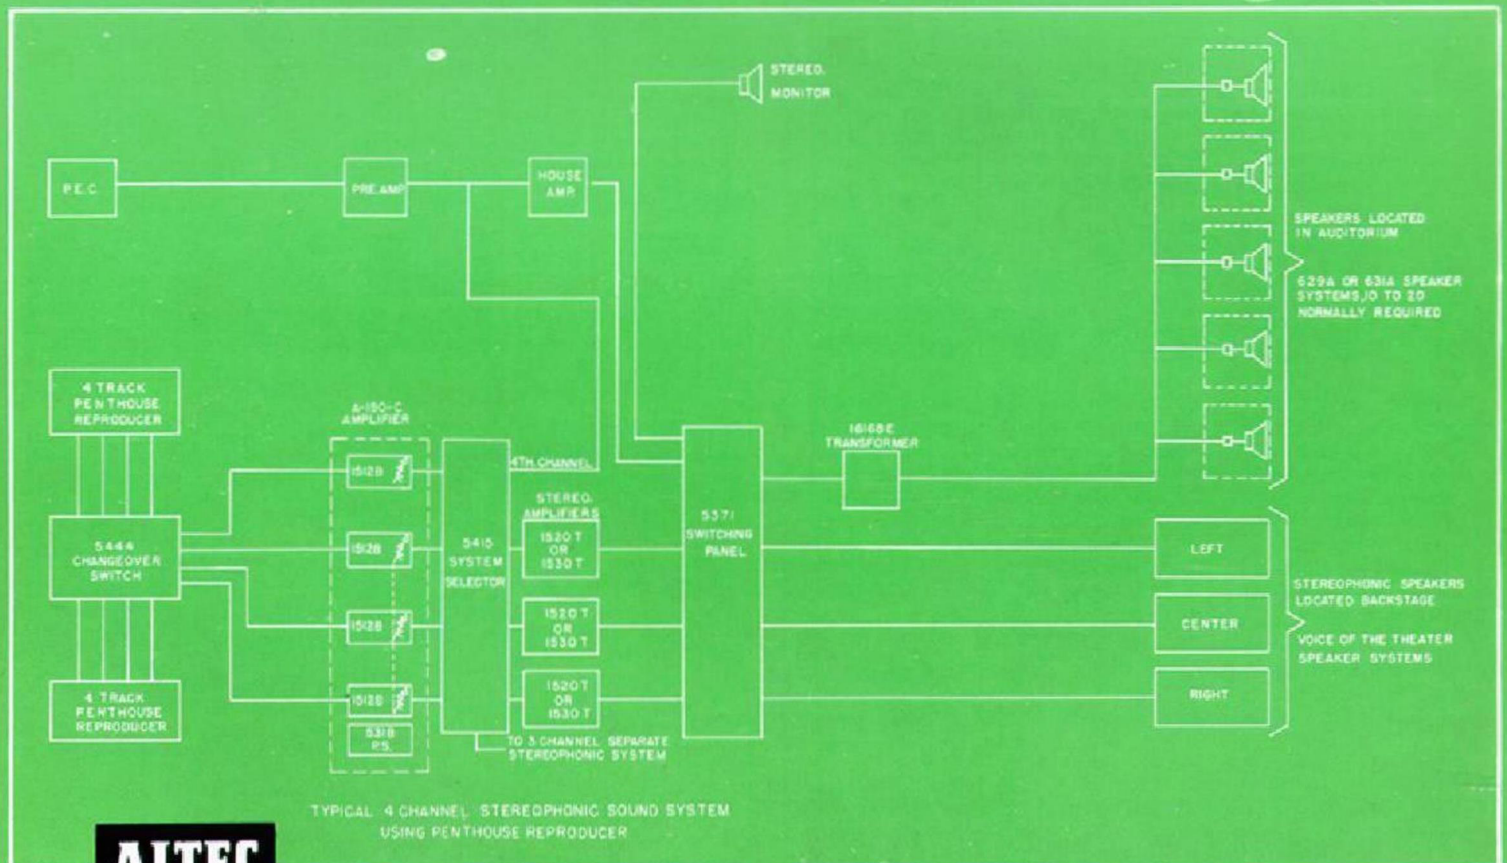 STEREO.
MONITOR
P.E.C.
PRE.AMP
HOUSE
AMP.
SPEAKERS LOCATED
IN AUDITORIUM
629A OR 631A SPEAKER
SYSTEMS, 10 TO 20
NORMALLY REQUIRED
4 TRACK
PENTHOUSE
REPRODUCER
A-150-C
AMPLIFIER
1512B
4TH. CHANNEL
16168E
TRANSFORMER
STEREO.
AMPLIFIERS
544A
CHANGEOVER
SWITCH
1512B
5415
SYSTEM
SELECTOR
1520 T
OR
1530 T
5371
SWITCHING
PANEL
LEFT
STEREOPHONIC SPEAKERS
LOCATED BACKSTAGE
1512B
1520 T
OR
1530 T
CENTER
VOICE OF THE THEATER
SPEAKER SYSTEMS
4 TRACK
PENTHOUSE
REPRODUCER
1512B
1520 T
OR
1530 T
RIGHT
531B
P.S.
TO 3 CHANNEL SEPARATE
STEREOPHONIC SYSTEM
TYPICAL 4 CHANNEL STEREOPHONIC SOUND SYSTEM
USING PENTHOUSE REPRODUCER
ALTEC